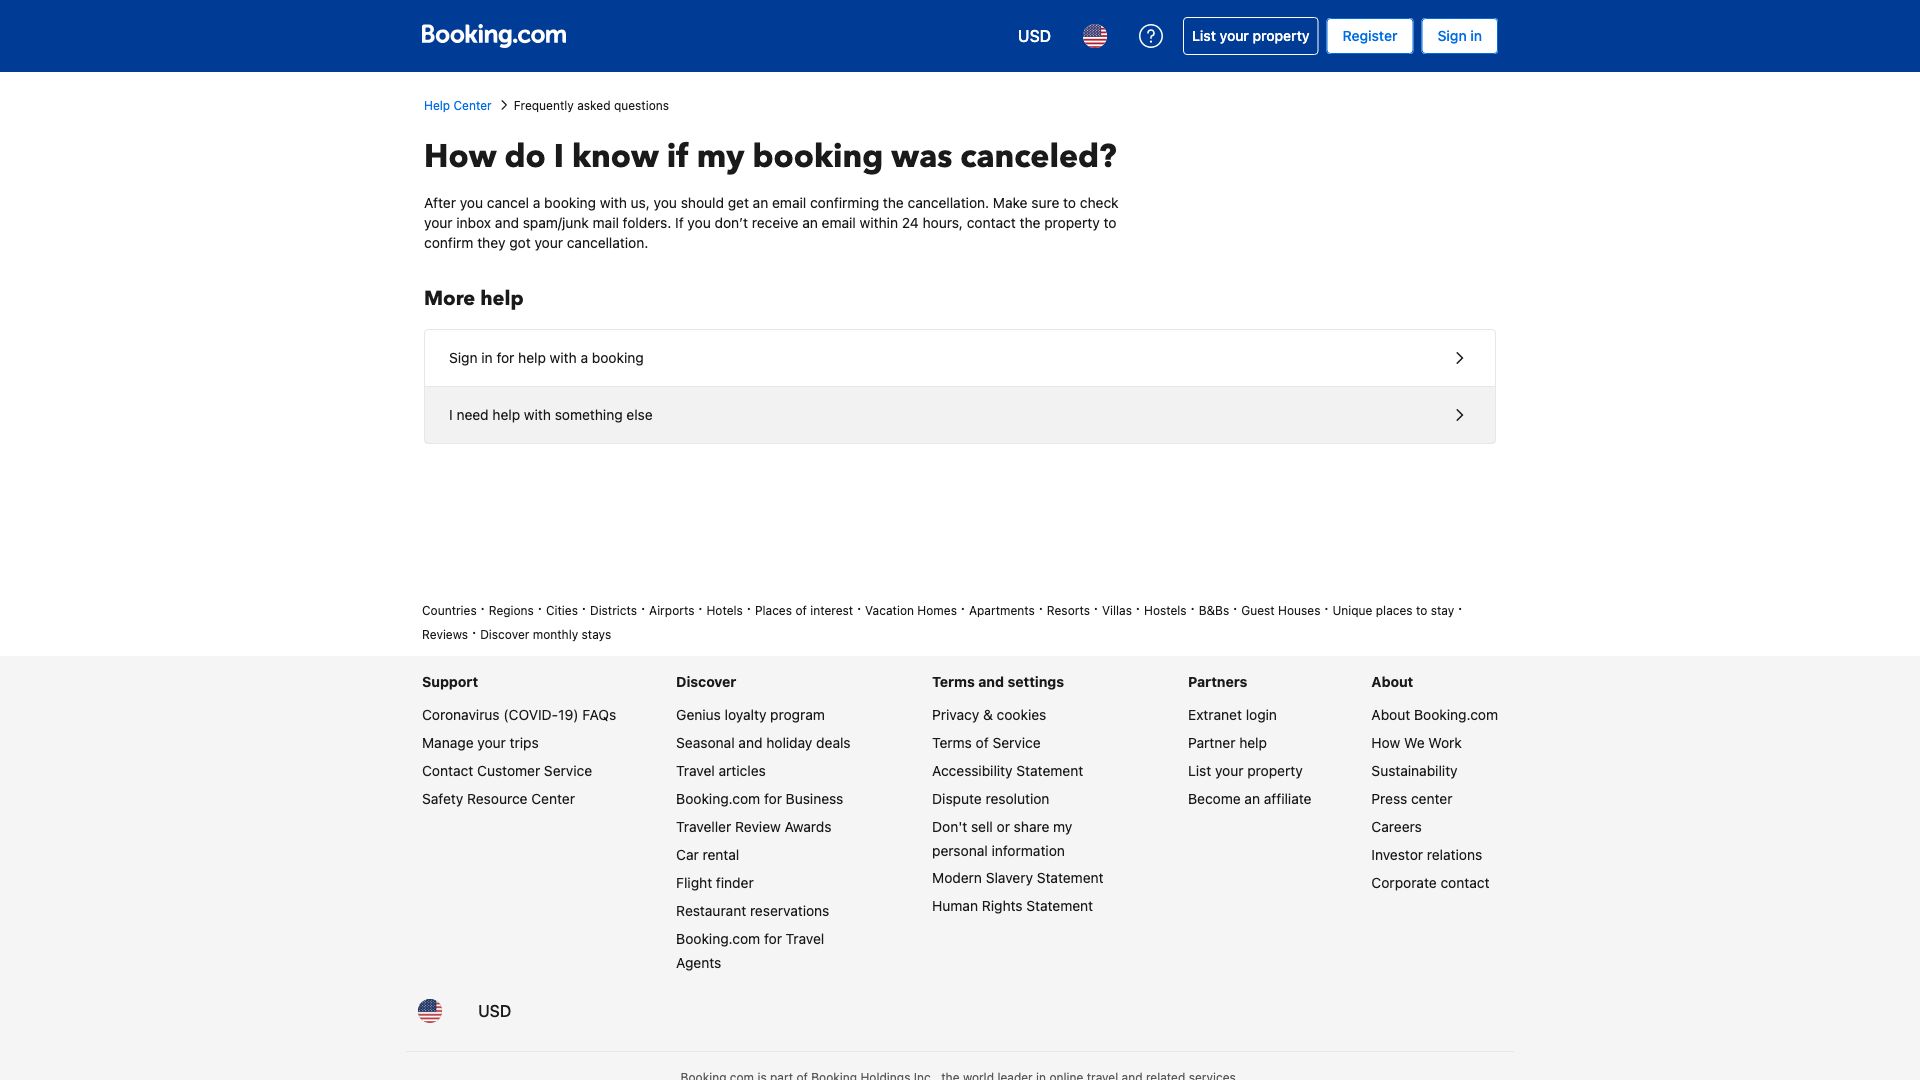 Booking.com
USD
List your property
Register
Sign in
Help Center
Frequently asked questions
How do I know if my booking was canceled?
After you cancel a booking with us, you should get an email confirming the cancellation. Make sure to check
your inbox and spam/junk mail folders. If you don’t receive an email within 24 hours, contact the property to
confirm they got your cancellation.
More help
Sign in for help with a booking
I need help with something else
Countries · Regions · Cities · Districts · Airports · Hotels · Places of interest · Vacation Homes · Apartments · Resorts · Villas · Hostels · B&Bs · Guest Houses · Unique places to stay ·
Reviews · Discover monthly stays
Support
Coronavirus (COVID-19) FAQs
Manage your trips
Contact Customer Service
Safety Resource Center
Discover
Genius loyalty program
Seasonal and holiday deals
Travel articles
Booking.com for Business
Traveller Review Awards
Car rental
Flight finder
Restaurant reservations
Booking.com for Travel
Agents
Terms and settings
Privacy & cookies
Terms of Service
Accessibility Statement
Dispute resolution
Don't sell or share my
personal information
Modern Slavery Statement
Human Rights Statement
Partners
Extranet login
Partner help
List your property
Become an affiliate
About
About Booking.com
How We Work
Sustainability
Press center
Careers
Investor relations
Corporate contact
USD
Booking.com is part of Booking Holdings Inc., the world leader in online travel and related services.